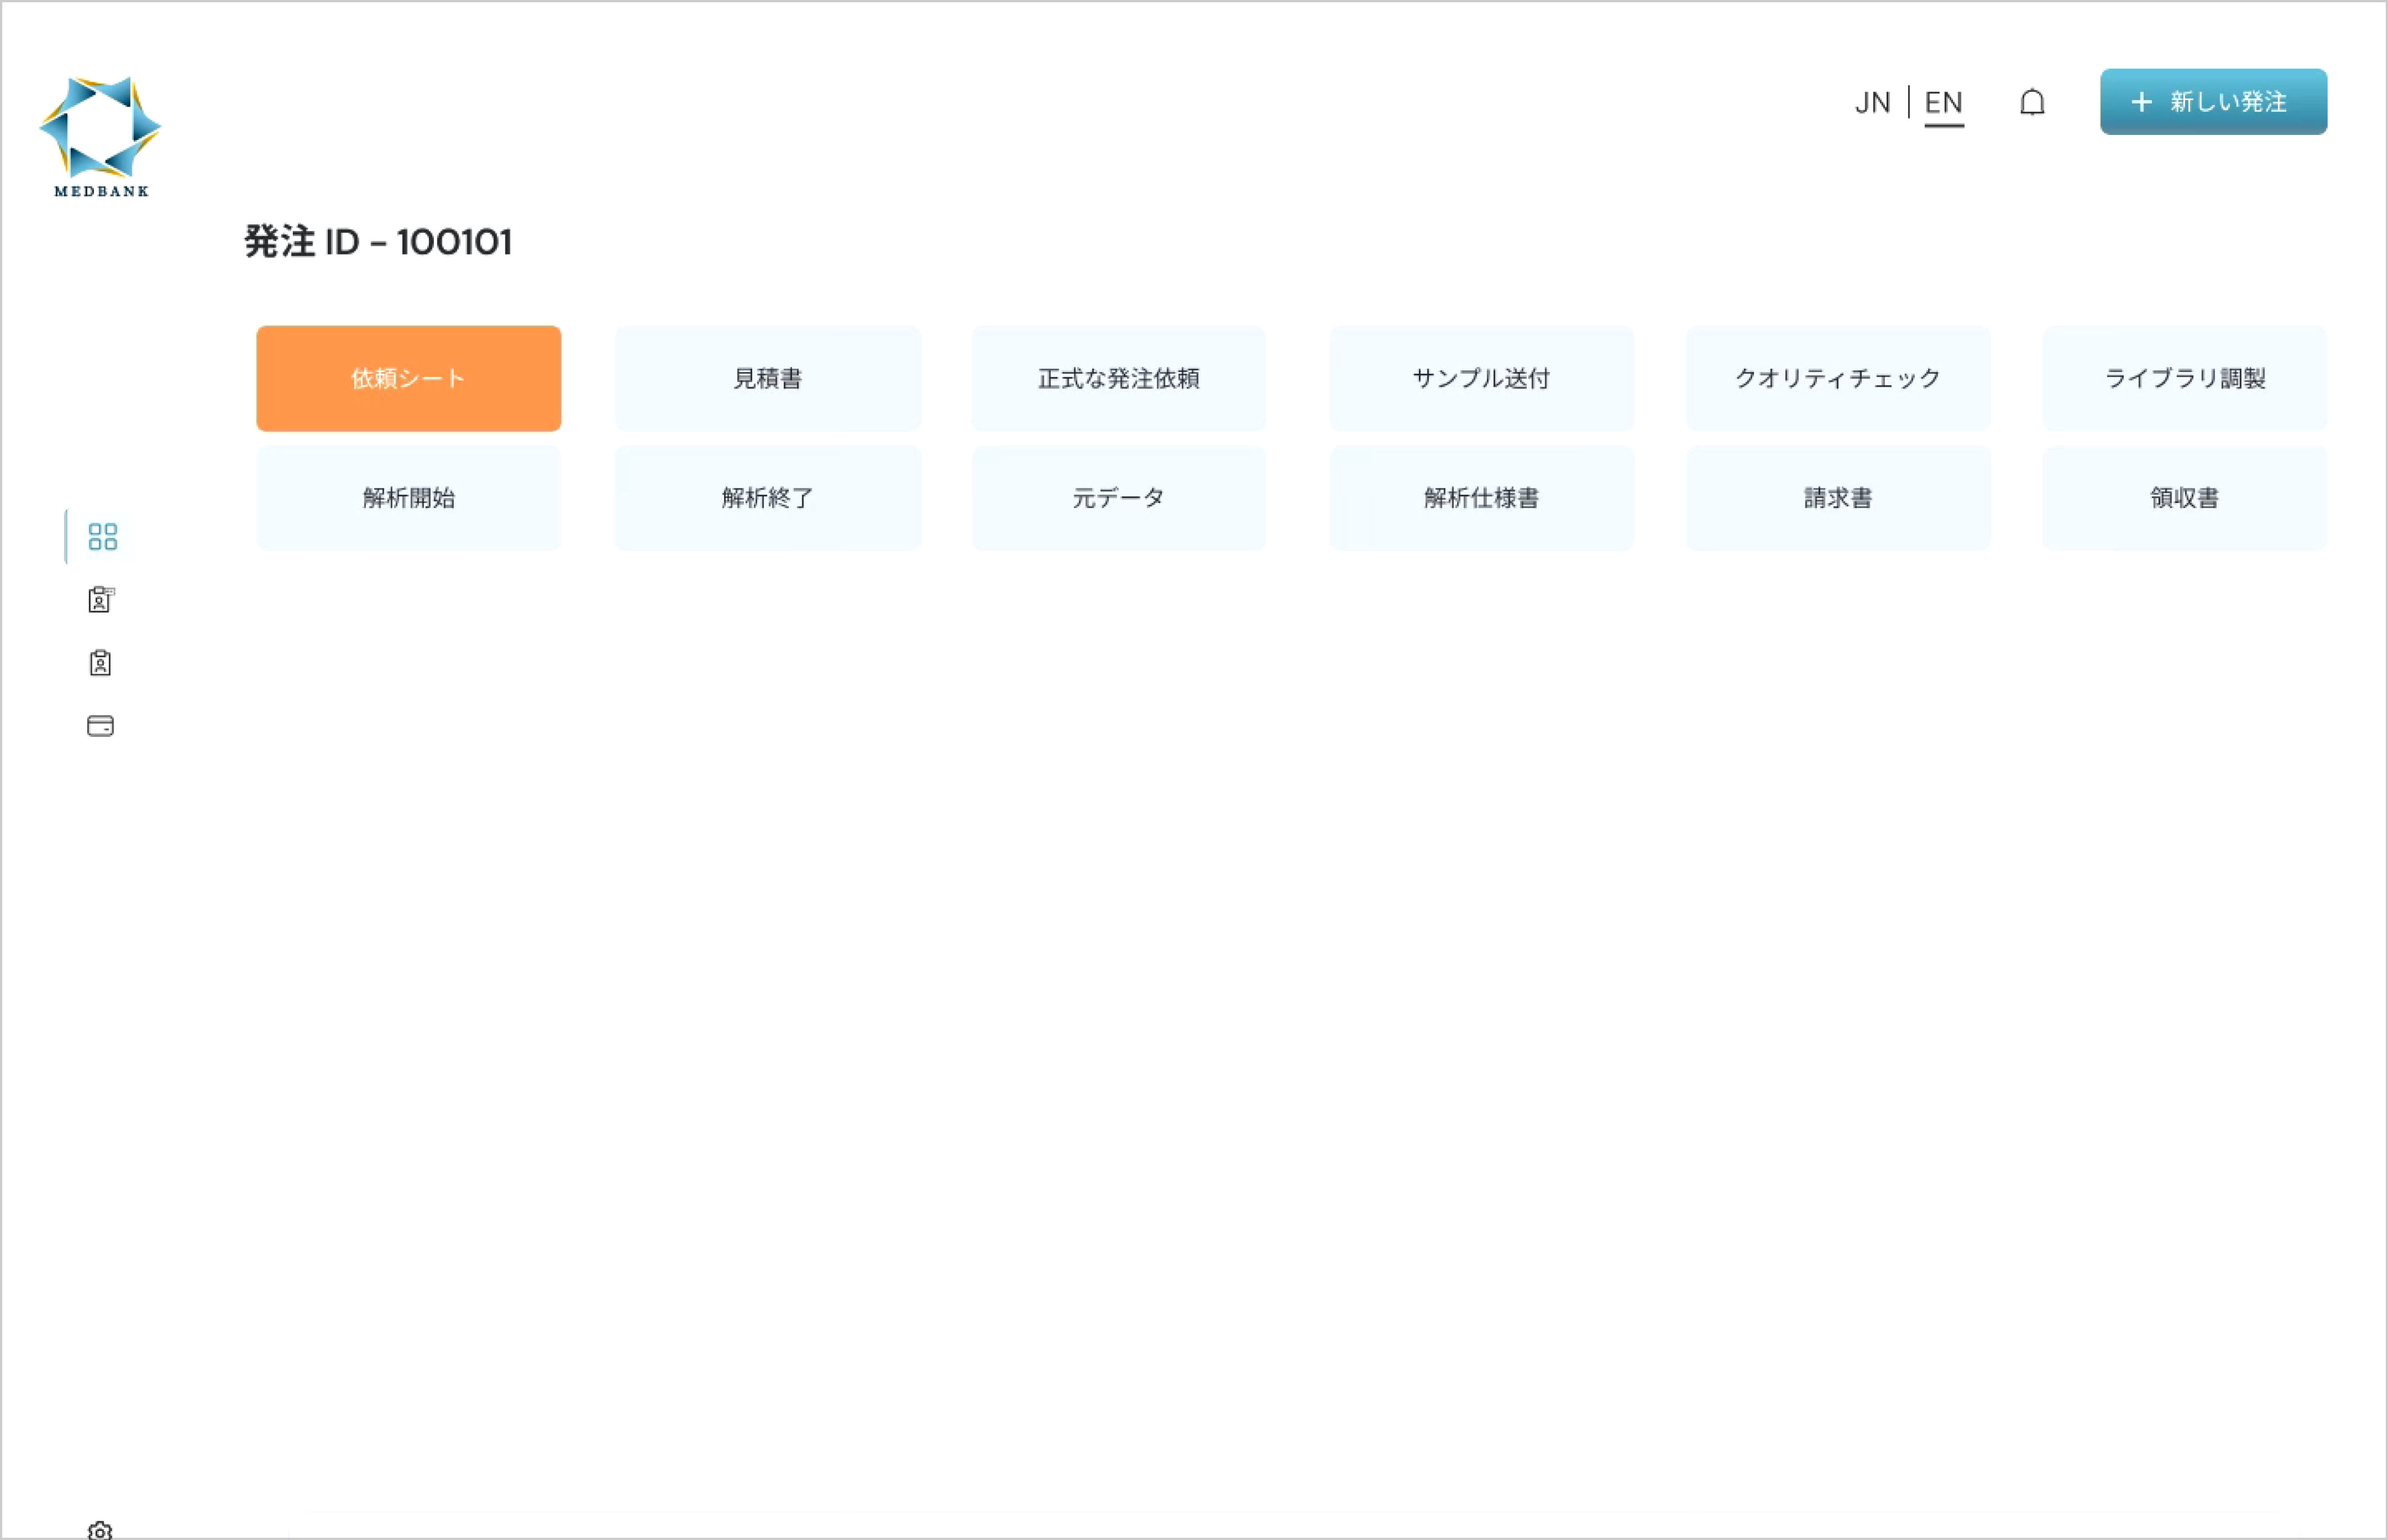 MEDBANK
JN | EN
+ 新しい発注
発注 ID – 100101
依頼シート
見積書
正式な発注依頼
サンプル送付
クオリティチェック
ライブラリ調製
解析開始
解析終了
元データ
解析仕様書
請求書
領収書